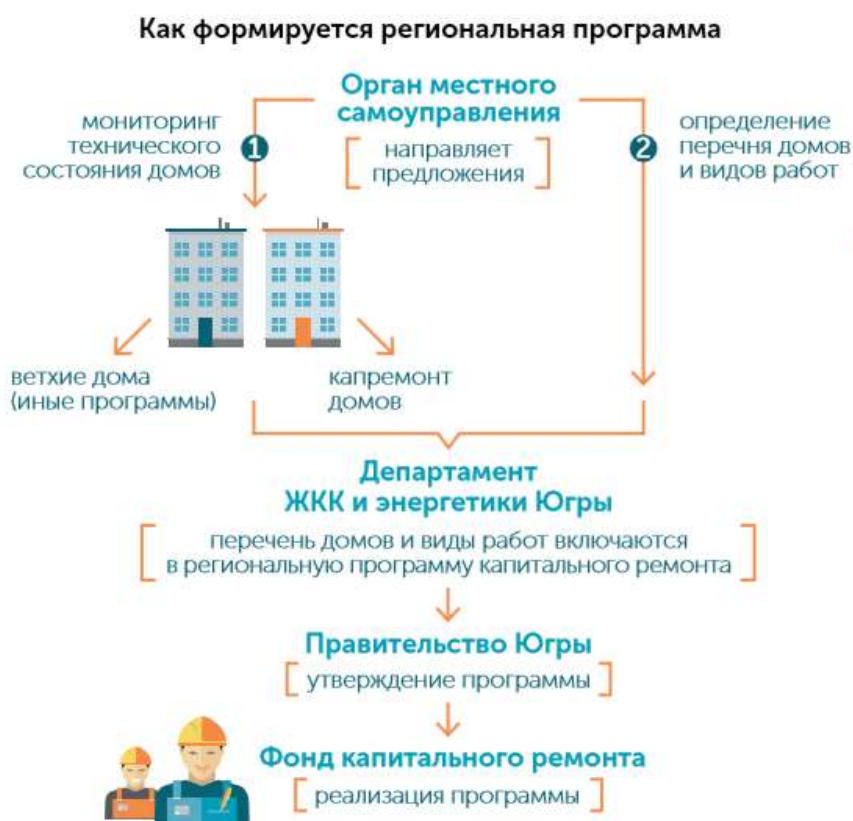 Как формируется региональная программа
Орган местного
самоуправления
направляет
предложения
мониторинг
технического
состояния домов
1
2
определение
перечня домов
и видов работ
ветхие дома
(иные программы)
капремонт
домов
Департамент
ЖКК и энергетики Югры
перечень домов и виды работ включаются
в региональную программу капитального ремонта
Правительство Югры
утверждение программы
Фонд капитального ремонта
реализация программы